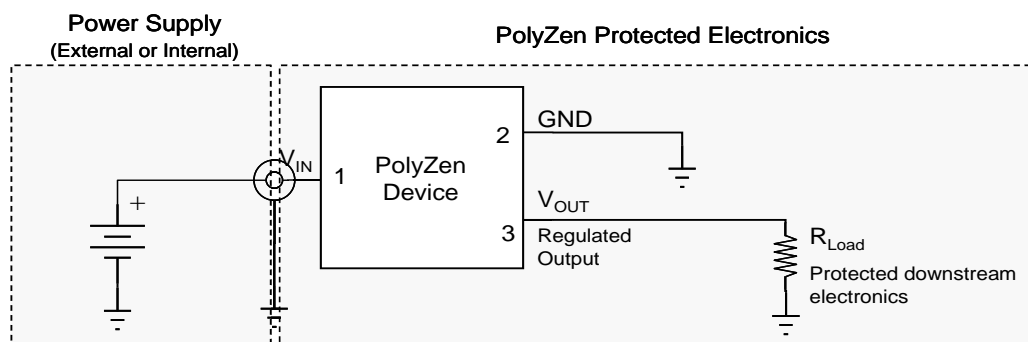 Power Supply
(External or Internal)
PolyZen Protected Electronics
+
V_IN
1
PolyZen
Device
2
GND
3
V_OUT
Regulated
Output
R_Load
Protected downstream
electronics